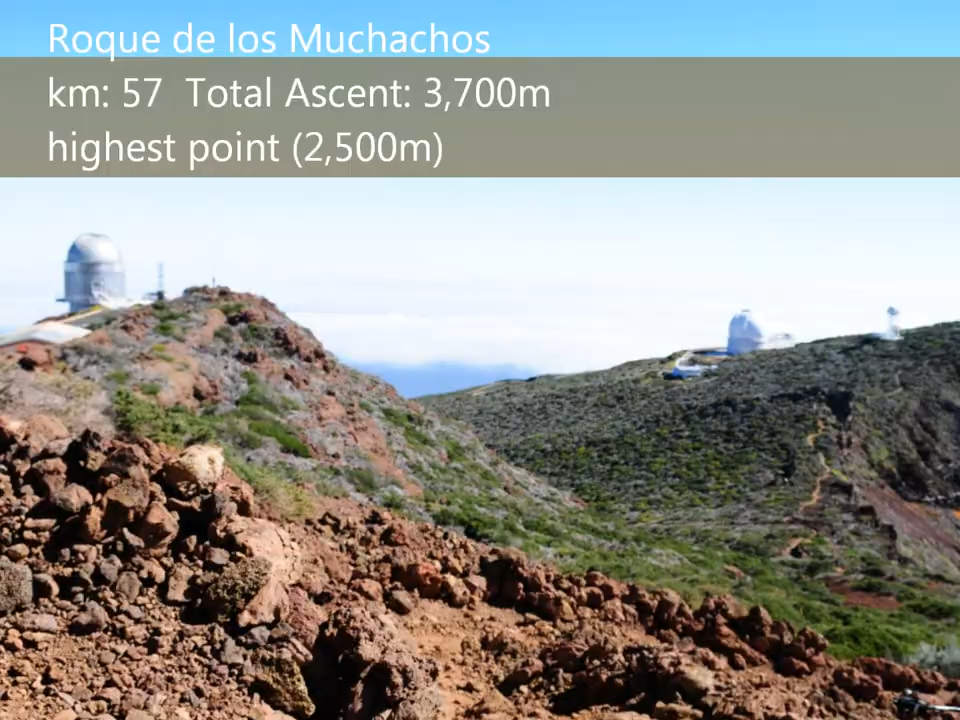 Roque de los Muchachos
km: 57 Total Ascent: 3,700m
highest point (2,500m)